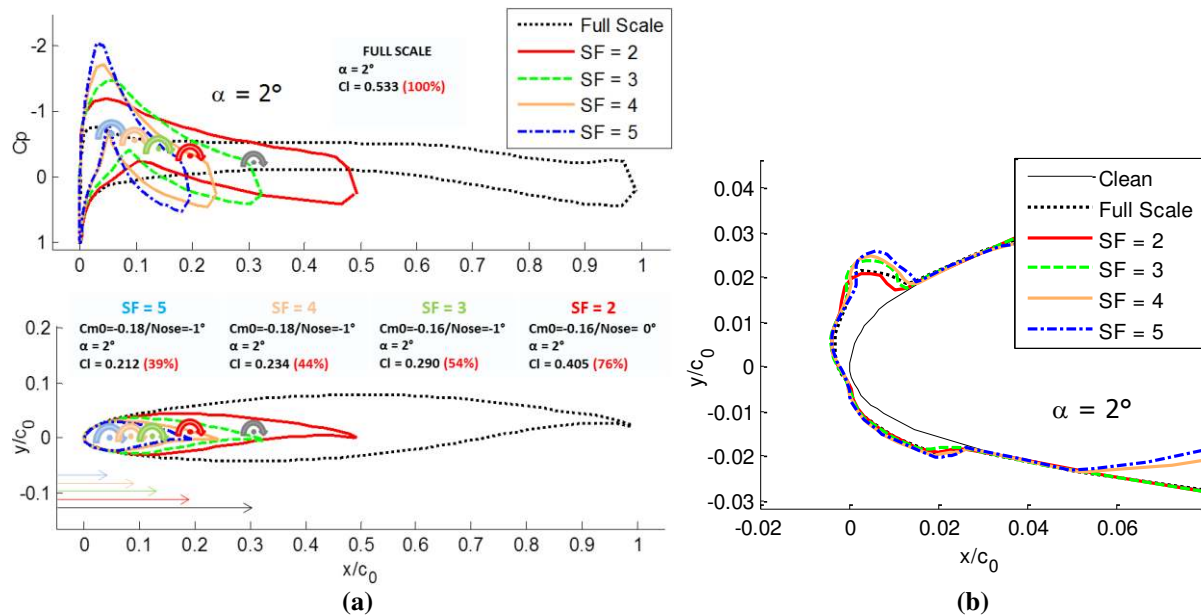 -2
-1
0
1
Cp
FULL SCALE
α = 2°
Cl = 0.533 (100%)
α = 2°
Full Scale
SF = 2
SF = 3
SF = 4
SF = 5
0 0.1 0.2 0.3 0.4 0.5 0.6 0.7 0.8 0.9 1
0.2
0.1
0
-0.1
y/c0
SF = 5
Cm0=-0.18/Nose=-1°
α = 2°
Cl = 0.212 (39%)
SF = 4
Cm0=-0.18/Nose=-1°
α = 2°
Cl = 0.234 (44%)
SF = 3
Cm0=-0.16/Nose=-1°
α = 2°
Cl = 0.290 (54%)
SF = 2
Cm0=-0.16/Nose= 0°
α = 2°
Cl = 0.405 (76%)
0 0.1 0.2 0.3 0.4 0.5 0.6 0.7 0.8 0.9 1
x/c0
(a)
0.04
0.03
0.02
0.01
0
-0.01
-0.02
-0.03
y/c0
Clean
Full Scale
SF = 2
SF = 3
SF = 4
SF = 5
α = 2°
-0.02 0 0.02 0.04 0.06
x/c0
(b)